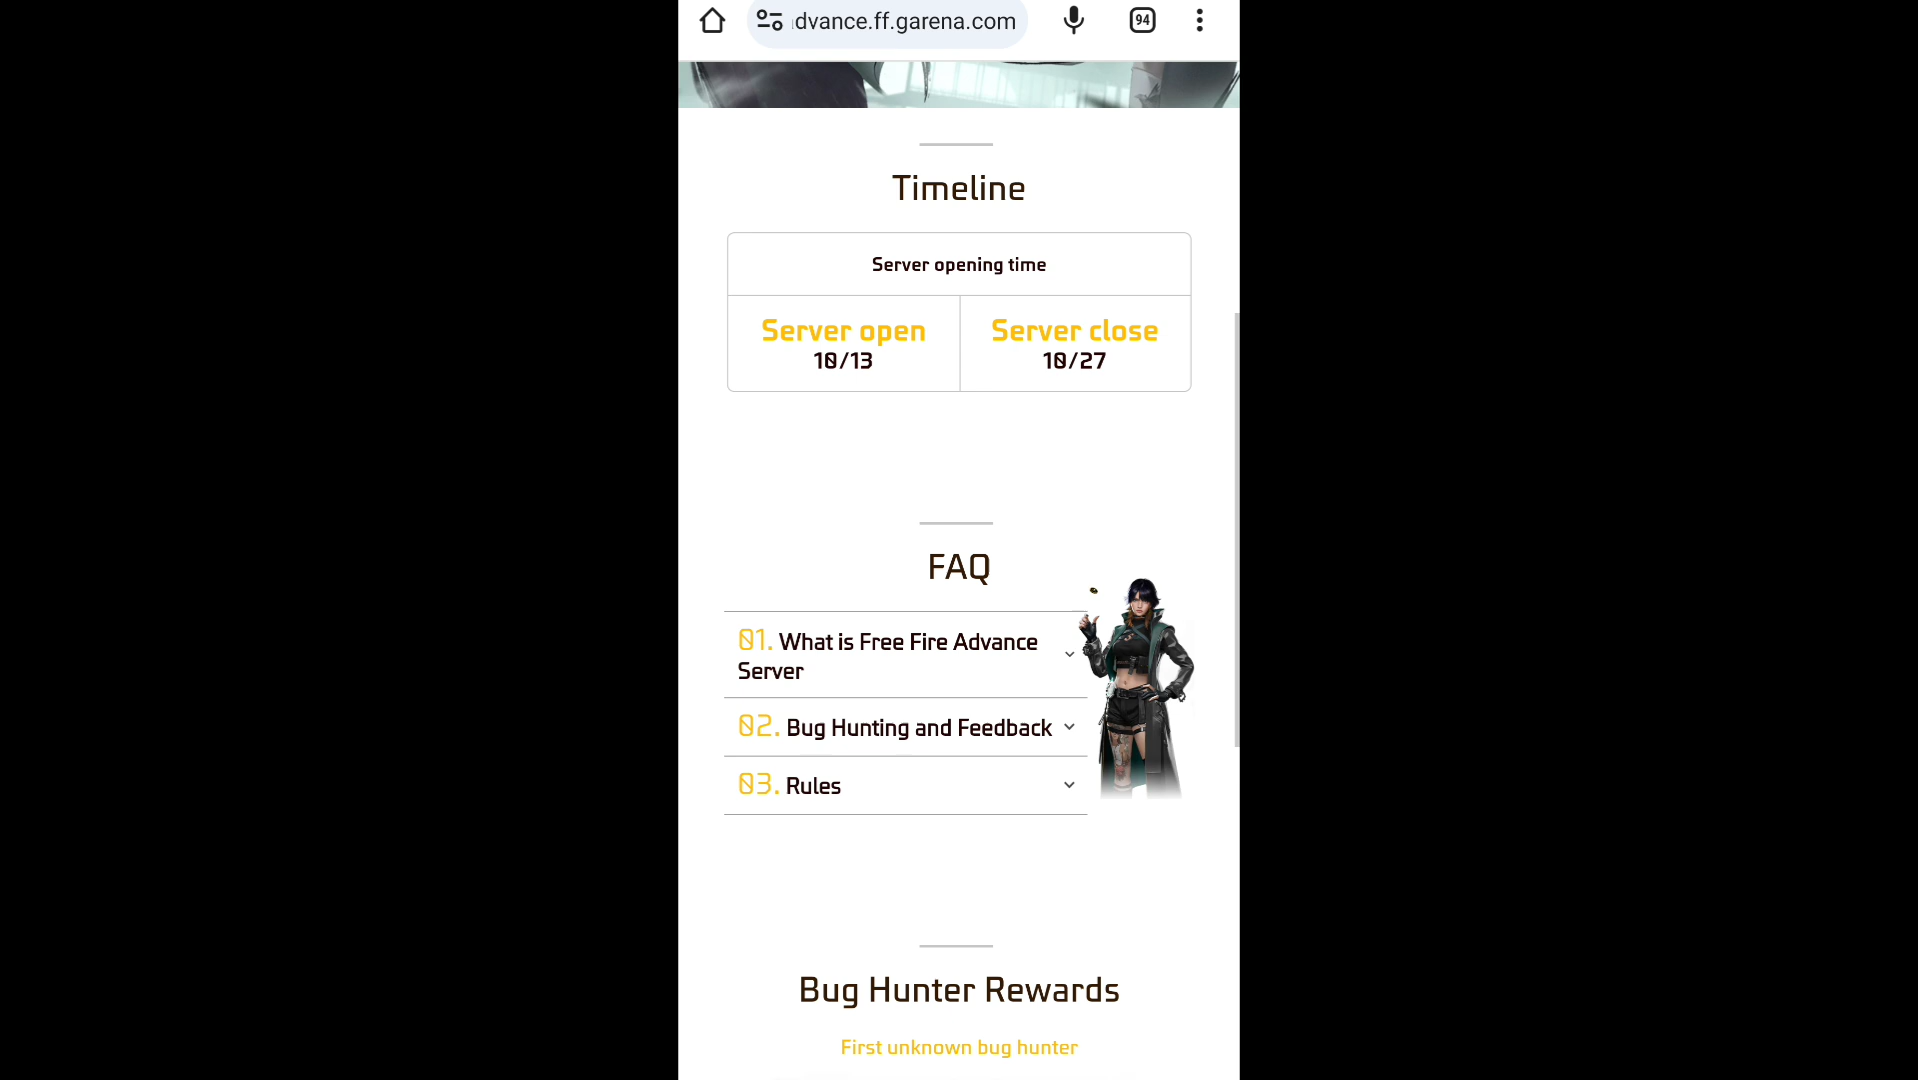 dvance.ff.garena.com
94
Timeline
Server opening time
Server open
Server close
10/13
10/27
FAQ
01. What is Free Fire Advance
Server
02. Bug Hunting and Feedback
03. Rules
Bug Hunter Rewards
First unknown bug hunter